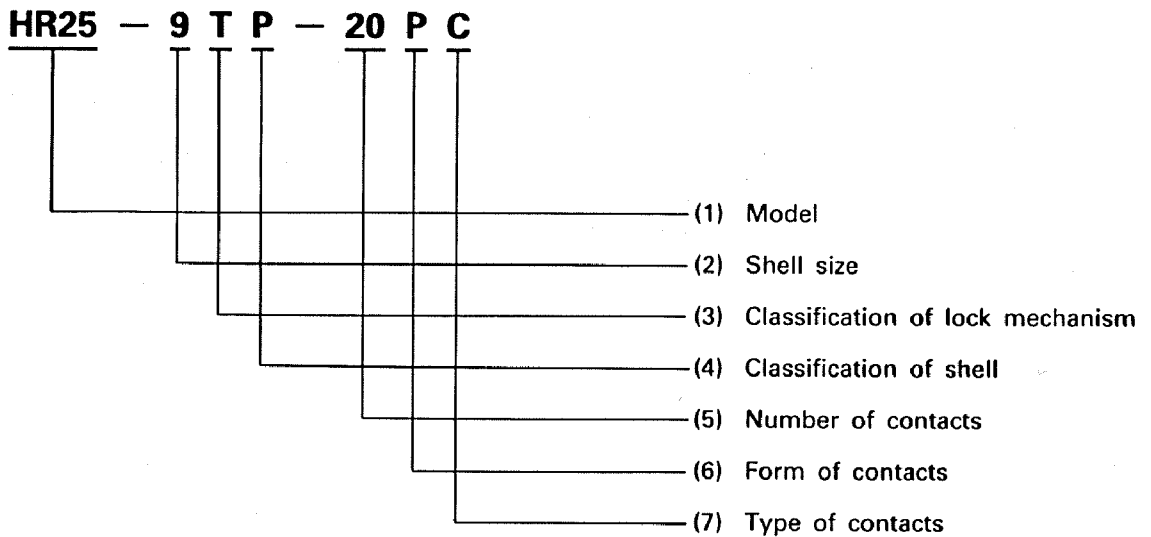 HR25 － 9 T P － 20 P C
(1) Model
(2) Shell size
(3) Classification of lock mechanism
(4) Classification of shell
(5) Number of contacts
(6) Form of contacts
(7) Type of contacts